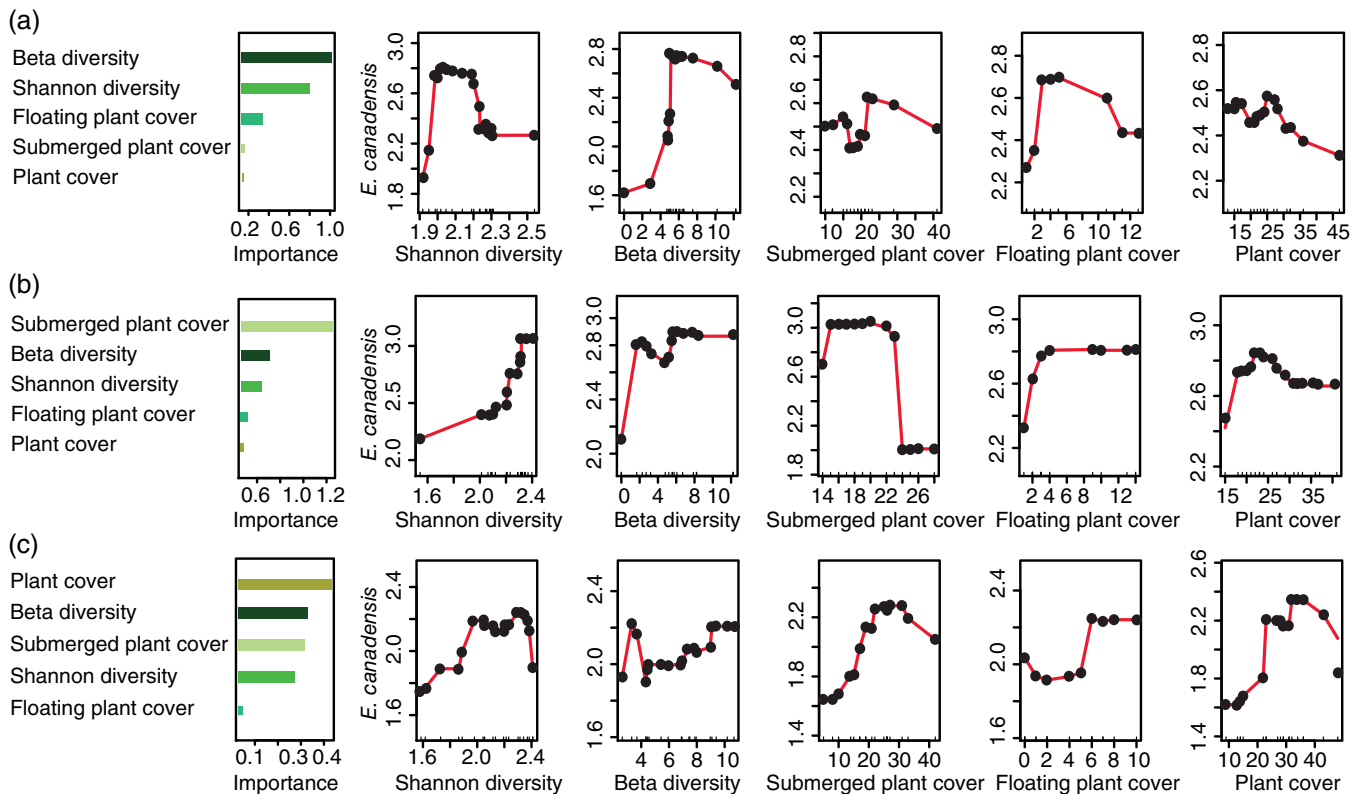 (a)
Beta diversity
Shannon diversity
Floating plant cover
Submerged plant cover
Plant cover
0.2 0.6 1.0
Importance
E. canadensis
1.8 2.2 2.6 3.0
1.9 2.1 2.3 2.5
Shannon diversity
1.6 2.0 2.4 2.8
0 2 4 6 8 10
Beta diversity
2.2 2.4 2.6 2.8
10 20 30 40
Submerged plant cover
2.2 2.4 2.6 2.8
2 6 10
Floating plant cover
2.2 2.4 2.6 2.8
15 25 35 45
Plant cover
(b)
Submerged plant cover
Beta diversity
Shannon diversity
Floating plant cover
Plant cover
0.6 1.0 1.2
Importance
E. canadensis
2.0 2.5 3.0
1.6 2.0 2.4
Shannon diversity
2.0 2.4 2.8 3.0
0 4 8 10
Beta diversity
1.8 2.2 2.6 3.0
14 18 22 26
Submerged plant cover
2.2 2.4 2.6 2.8 3.0
2 4 8 12
Floating plant cover
2.2 2.6 3.0
15 25 35
Plant cover
(c)
Plant cover
Beta diversity
Submerged plant cover
Shannon diversity
Floating plant cover
0.1 0.3 0.4
Importance
E. canadensis
1.6 2.0 2.4
1.6 2.0 2.4
Shannon diversity
1.6 2.0 2.4
4 6 8 10
Beta diversity
1.4 1.6 1.8 2.2
10 20 30 40
Submerged plant cover
1.6 2.0 2.4
0 2 4 6 8 10
Floating plant cover
1.4 1.8 2.2 2.6
10 20 30 40
Plant cover